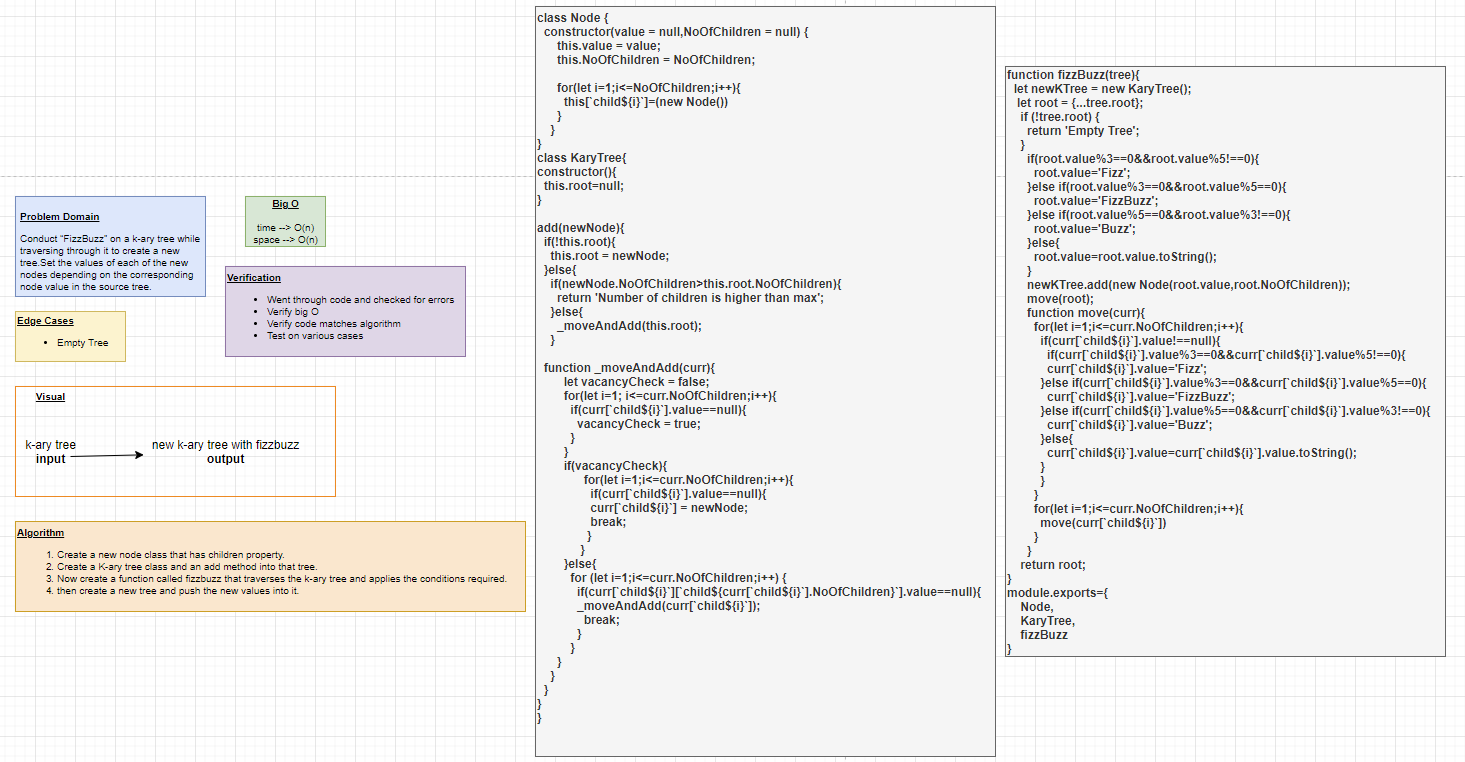 Problem Domain
Conduct "FizzBuzz" on a k-ary tree while
traversing through it to create a new
tree.Set the values of each of the new
nodes depending on the corresponding
node value in the source tree.
Big O
time --> O(n)
space --> O(n)
Verification
• Went through code and checked for errors
• Verify big O
• Verify code matches algorithm
• Test on various cases
Edge Cases
• Empty Tree
Visual
k-ary tree
input
new k-ary tree with fizzbuzz
output
Algorithm
1. Create a new node class that has children property.
2. Create a K-ary tree class and an add method into that tree.
3. Now create a function called fizzbuzz that traverses the k-ary tree and applies the conditions required.
4. then create a new tree and push the new values into it.
class Node {
constructor(value = null,NoOfChildren = null) {
this.value = value;
this.NoOfChildren = NoOfChildren;
for(let i=1;i<=NoOfChildren;i++){
this[`child${i}`]=(new Node())
}
}
}
class KaryTree{
constructor(){
this.root=null;
}
add(newNode){
if(!this.root){
this.root = newNode;
}else{
if(newNode.NoOfChildren>this.root.NoOfChildren){
return 'Number of children is higher than max';
}else{
_moveAndAdd(this.root);
}
function _moveAndAdd(curr){
let vacancyCheck = false;
for(let i=1; i<=curr.NoOfChildren;i++){
if(curr[`child${i}`].value==null){
vacancyCheck = true;
}
}
if(vacancyCheck){
for(let i=1;i<=curr.NoOfChildren;i++){
if(curr[`child${i}`].value==null){
curr[`child${i}`] = newNode;
break;
}
}
}else{
for (let i=1;i<=curr.NoOfChildren;i++) {
if(curr[`child${i}`][`child${curr[`child${i}`].NoOfChildren}`].value==null){
_moveAndAdd(curr[`child${i}`]);
break;
}
}
}
}
}
}
}
function fizzBuzz(tree){
let newKTree = new KaryTree();
let root = {...tree.root};
if (!tree.root) {
return 'Empty Tree';
}
if(root.value%3==0&&root.value%5!==0){
root.value='Fizz';
}else if(root.value%3==0&&root.value%5==0){
root.value='FizzBuzz';
}else if(root.value%5==0&&root.value%3!==0){
root.value='Buzz';
}else{
root.value=root.value.toString();
}
newKTree.add(new Node(root.value,root.NoOfChildren));
move(root);
function move(curr){
for(let i=1;i<=curr.NoOfChildren;i++){
if(curr[`child${i}`].value!==null){
if(curr[`child${i}`].value%3==0&&curr[`child${i}`].value%5!==0){
curr[`child${i}`].value='Fizz';
}else if(curr[`child${i}`].value%3==0&&curr[`child${i}`].value%5==0){
curr[`child${i}`].value='FizzBuzz';
}else if(curr[`child${i}`].value%5==0&&curr[`child${i}`].value%3!==0){
curr[`child${i}`].value='Buzz';
}else{
curr[`child${i}`].value=curr[`child${i}`].value.toString();
}
}
}
for(let i=1;i<=curr.NoOfChildren;i++){
move(curr[`child${i}`])
}
}
return root;
}
module.exports={
Node,
KaryTree,
fizzBuzz
}